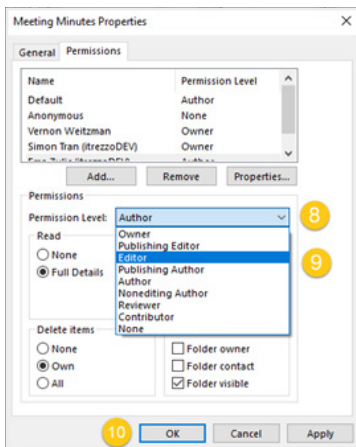 Meeting Minutes Properties
General Permissions
Name Permission Level
Default Author
Anonymous None
Vernon Weitzman Owner
Simon Tran (itrezzoDEV) Owner
Add... Remove Properties...
Permissions
Permission Level: Author 8
Owner
Publishing Editor
Editor 9
Publishing Author
Author
Nonediting Author
Reviewer
Contributor
None
Read
None
Full Details
Delete items
None
Own
All
Folder owner
Folder contact
Folder visible
10 OK Cancel Apply